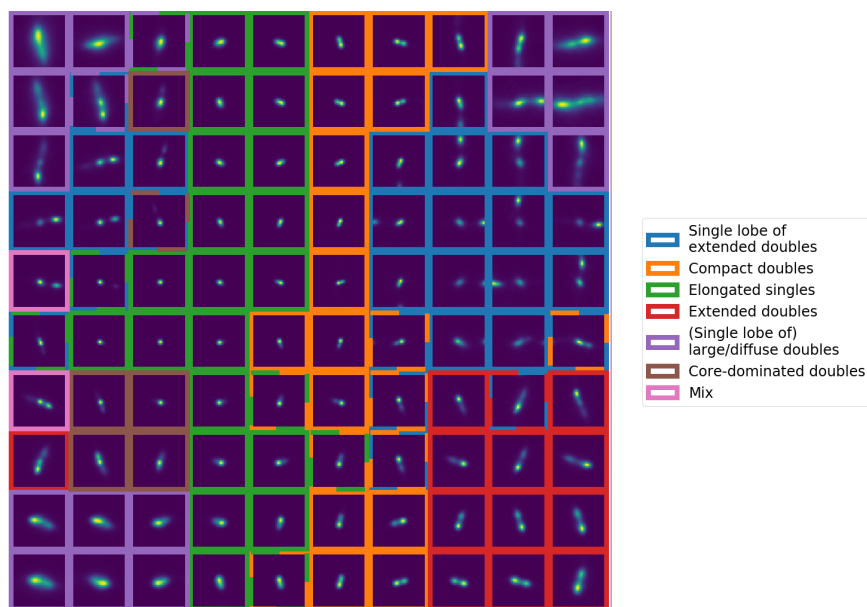 Single lobe of
extended doubles
Compact doubles
Elongated singles
Extended doubles
(Single lobe of)
large/diffuse doubles
Core-dominated doubles
Mix